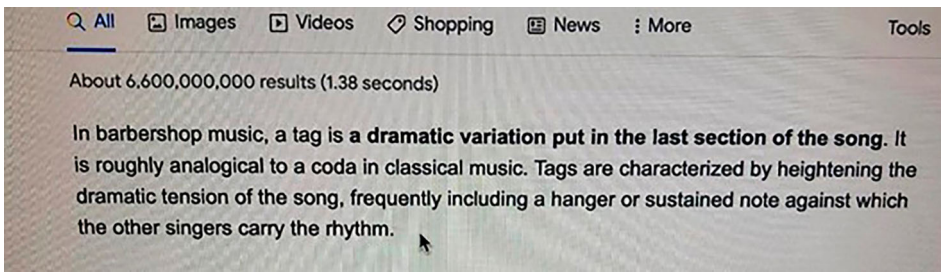 All Images Videos Shopping News More Tools
About 6,600,000,000 results (1.38 seconds)
In barbershop music, a tag is a dramatic variation put in the last section of the song. It
is roughly analogical to a coda in classical music. Tags are characterized by heightening the
dramatic tension of the song, frequently including a hanger or sustained note against which
the other singers carry the rhythm.